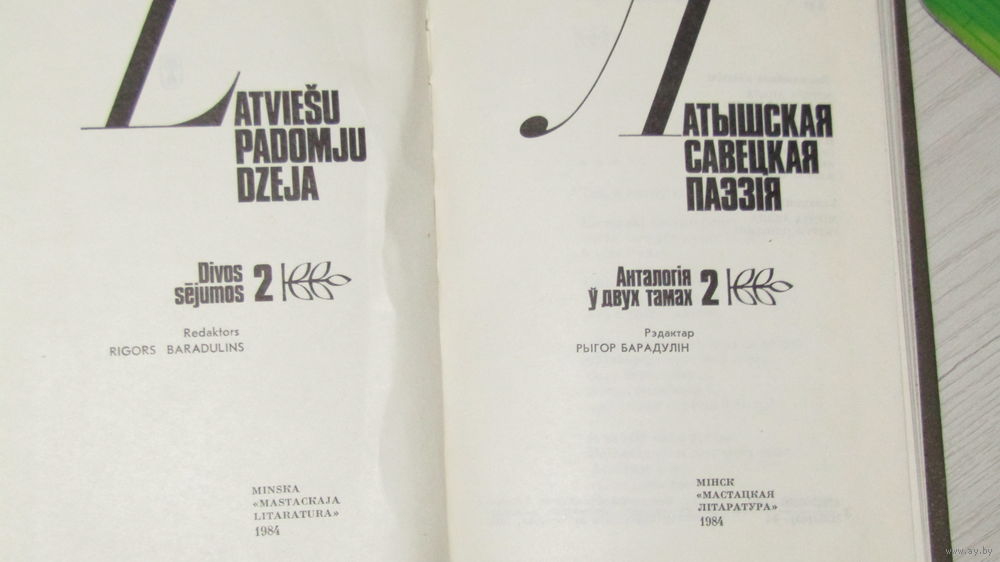 LATVIEŠU
PADOMJU
DZEJA
Divos
sējumos 2
Redaktors
RIGORS BARADULINS
MINSKA
«MASTACKAJA
LITARATURA»
1984
ЛАТЫШСКАЯ
САВЕЦКАЯ
ПАЭЗІЯ
Анталогія
ў двух тамах 2
Рэдактар
РЫГОР БАРАДУЛІН
МІНСК
«МАСТАЦКАЯ
ЛІТАРАТУРА»
1984
www.ay.by